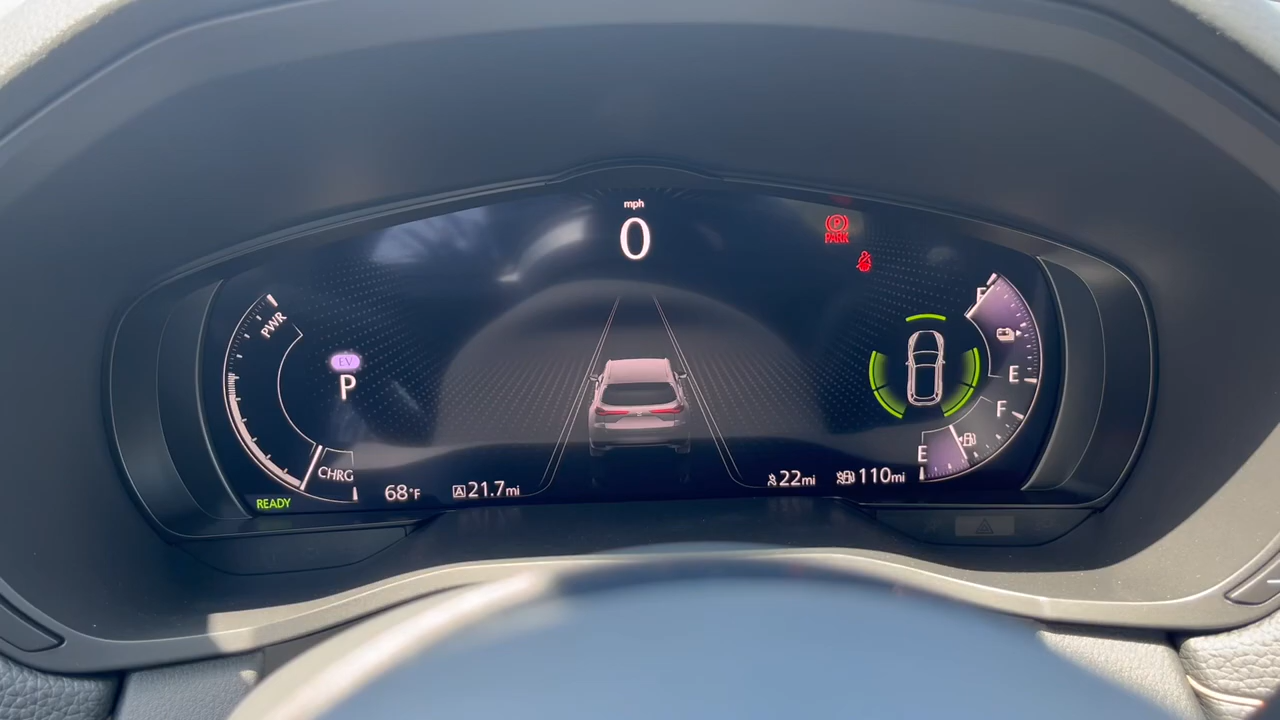 mph
0
P
PARK
PWR
EV
P
F
E
F
E
CHRG
READY
68°F
A 21.7mi
22mi
110mi